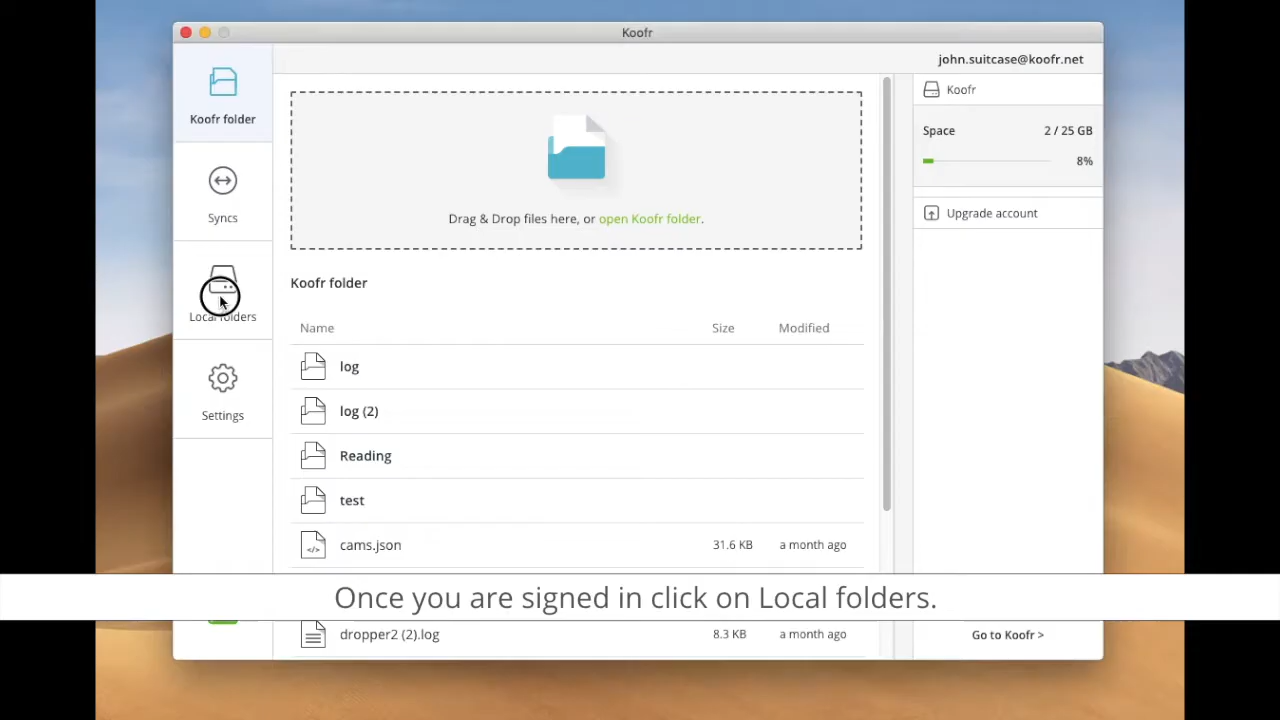 Koofr
john.suitcase@koofr.net
Koofr folder
Syncs
Local folders
Settings
Drag & Drop files here, or open Koofr folder.
Koofr folder
Name Size Modified
log
log (2)
Reading
test
cams.json 31.6 KB a month ago
dropper2 (2).log 8.3 KB a month ago
Koofr
Space 2 / 25 GB
8%
Upgrade account
Go to Koofr >
Once you are signed in click on Local folders.